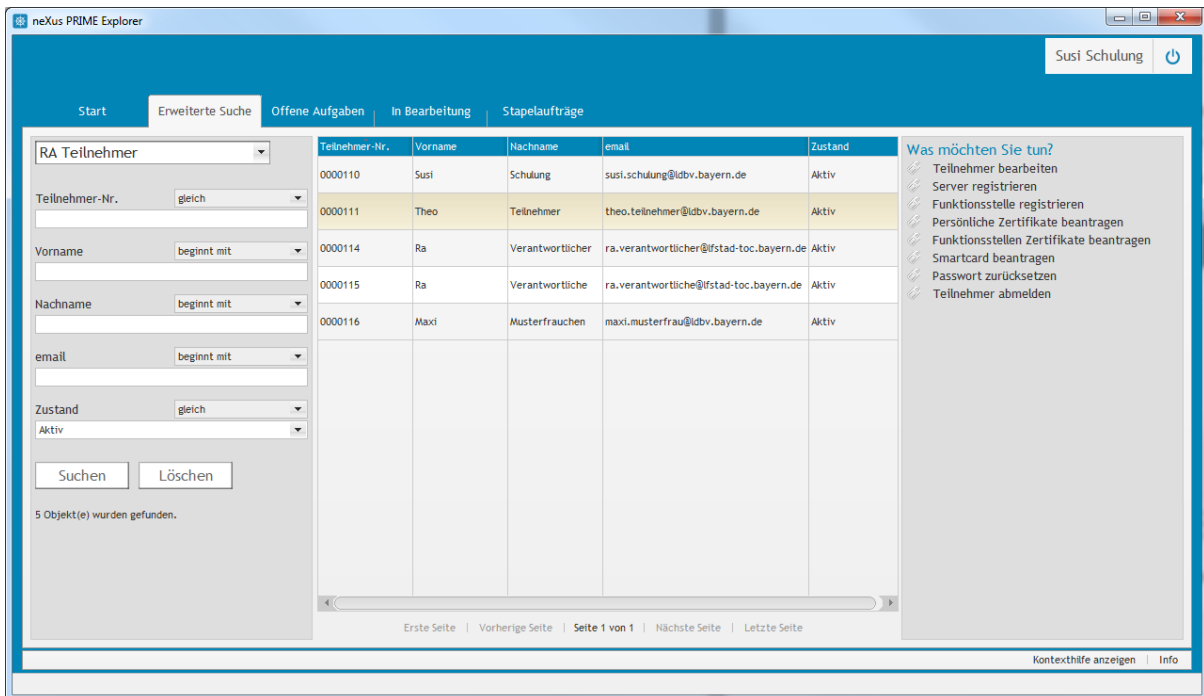 neXus PRIME Explorer
Susi Schulung
Start Erweiterte Suche Offene Aufgaben In Bearbeitung Stapelaufträge
RA Teilnehmer
Teilnehmer-Nr. gleich
Vorname beginnt mit
Nachname beginnt mit
email beginnt mit
Zustand gleich
Aktiv
Suchen Löschen
5 Objekt(e) wurden gefunden.
Teilnehmer-Nr. Vorname Nachname email Zustand
0000110 Susi Schulung susi.schulung@ldbv.bayern.de Aktiv
0000111 Theo Teilnehmer theo.teilnehmer@ldbv.bayern.de Aktiv
0000114 Ra Verantwortlicher ra.verantwortlicher@lfstad-toc.bayern.de Aktiv
0000115 Ra Verantwortliche ra.verantwortliche@lfstad-toc.bayern.de Aktiv
0000116 Maxi Musterfrauchen maxi.musterfrau@ldbv.bayern.de Aktiv
Erste Seite | Vorherige Seite | Seite 1 von 1 | Nächste Seite | Letzte Seite
Was möchten Sie tun?
Teilnehmer bearbeiten
Server registrieren
Funktionsstelle registrieren
Persönliche Zertifikate beantragen
Funktionsstellen Zertifikate beantragen
Smartcard beantragen
Passwort zurücksetzen
Teilnehmer abmelden
Kontexthilfe anzeigen | Info